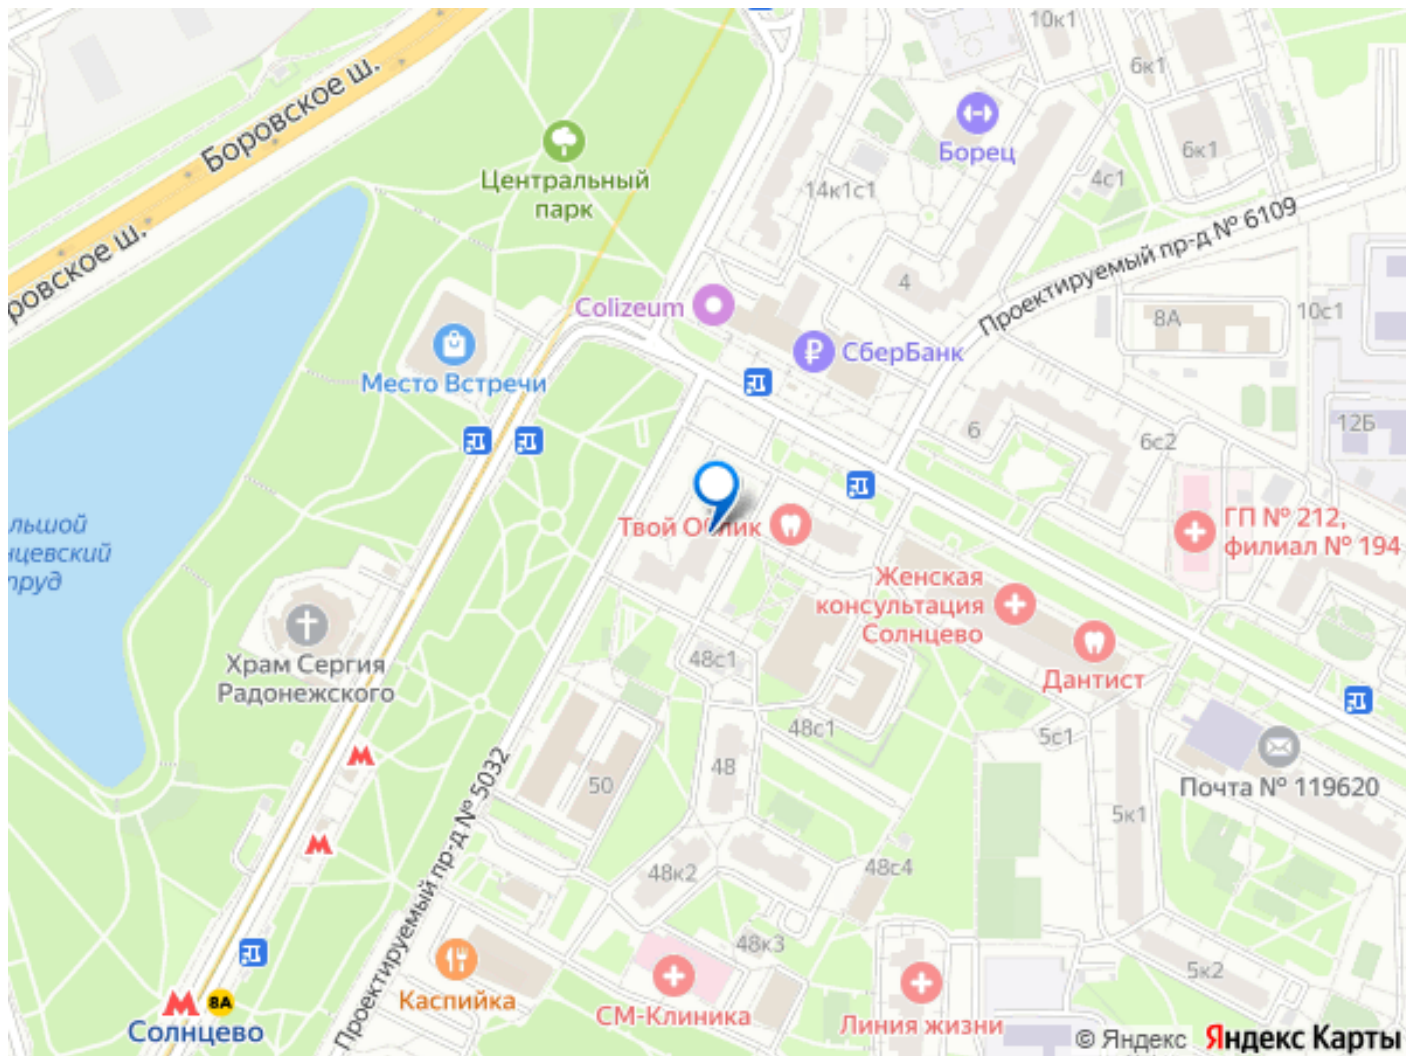 10к1
Боровское ш.
6к1
Борец
Центральный
парк
6к1
14к1с1
4с1
Проектируемый пр-д № 6109
ровское ш.
4
Colizeum
СберБанк
8А
10с1
Место Встречи
6
6с2
12Б
льшой
нцевский
пруд
Твой О лик
ГП № 212,
филиал № 194
Женская
консультация
Солнцево
Дантист
Храм Сергия
Радонежского
48с1
48с1
5с1
Проектируемый пр-д № 5032
50
48
Почта № 119620
5к1
48к2
48с4
48к3
5к2
Каспийка
СМ-Клиника
Линия жизни
М 8А
Солнцево
© Яндекс Яндекс Карты